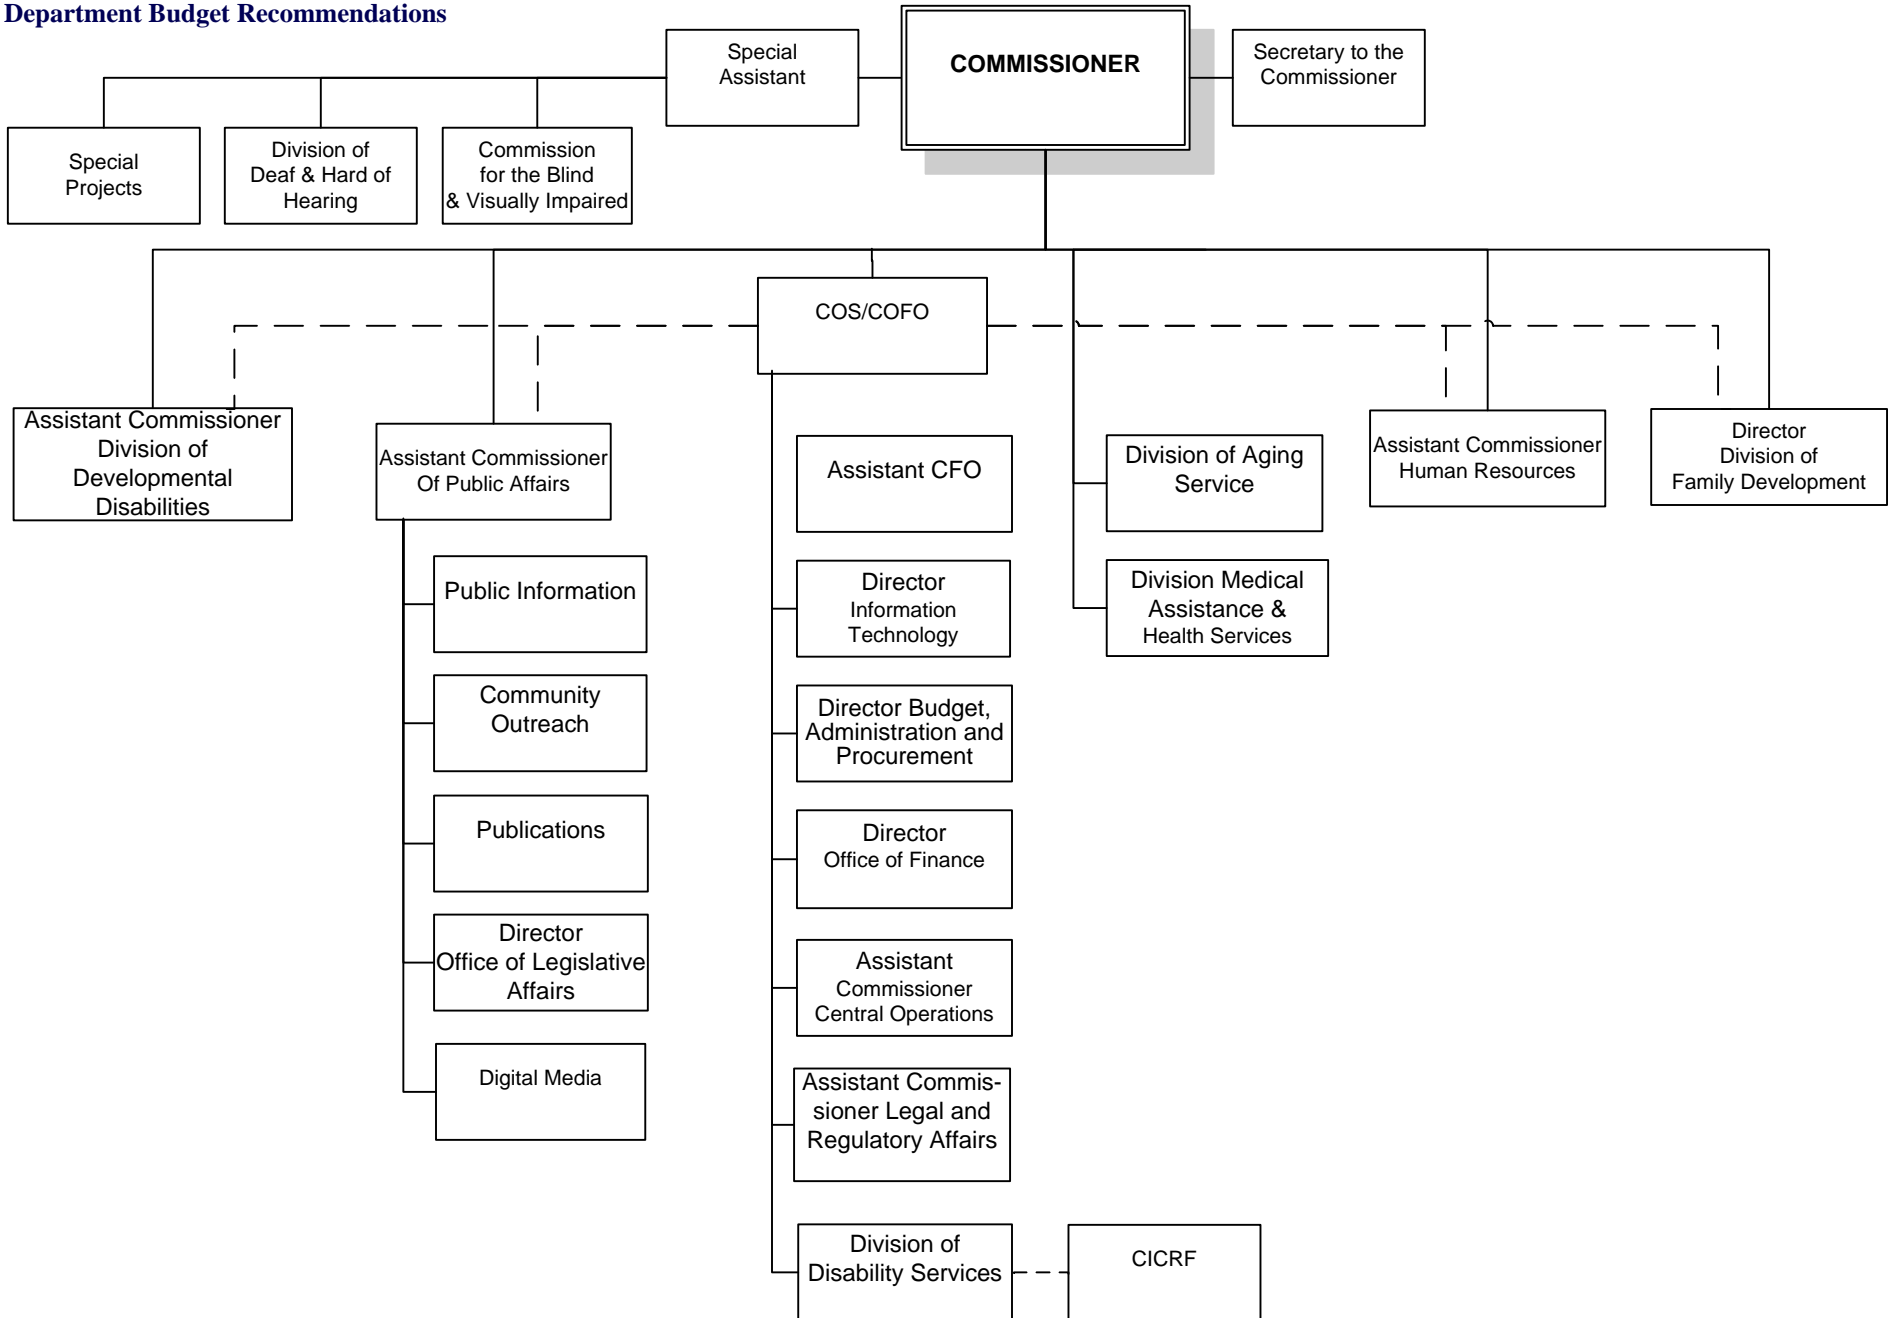 Department Budget Recommendations
Special
Assistant
COMMISSIONER
Secretary to the
Commissioner
Special
Projects
Division of
Deaf & Hard of
Hearing
Commission
for the Blind
& Visually Impaired
COS/COFO
Assistant Commissioner
Division of
Developmental
Disabilities
Assistant Commissioner
Of Public Affairs
Public Information
Community
Outreach
Publications
Director
Office of Legislative
Affairs
Digital Media
Assistant CFO
Director
Information
Technology
Director Budget,
Administration and
Procurement
Director
Office of Finance
Assistant
Commissioner
Central Operations
Assistant Commis-
sioner Legal and
Regulatory Affairs
Division of
Disability Services
CICRF
Division of Aging
Service
Division Medical
Assistance &
Health Services
Assistant Commissioner
Human Resources
Director
Division of
Family Development